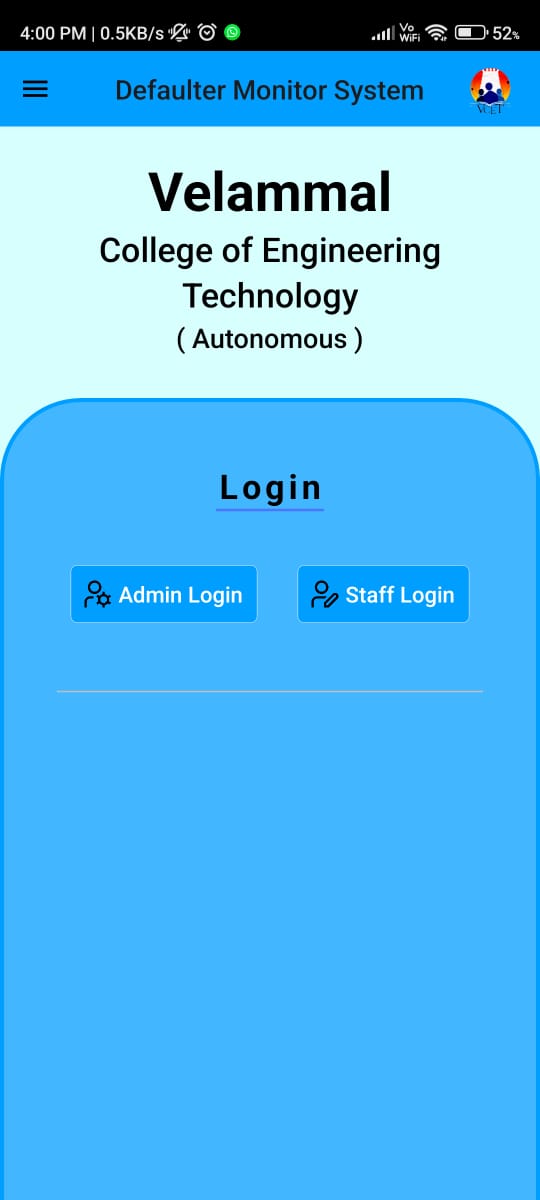 4:00 PM | 0.5KB/s Vo WiFi 52%
Defaulter Monitor System
VCET
Velammal
College of Engineering
Technology
( Autonomous )
Login
Admin Login Staff Login